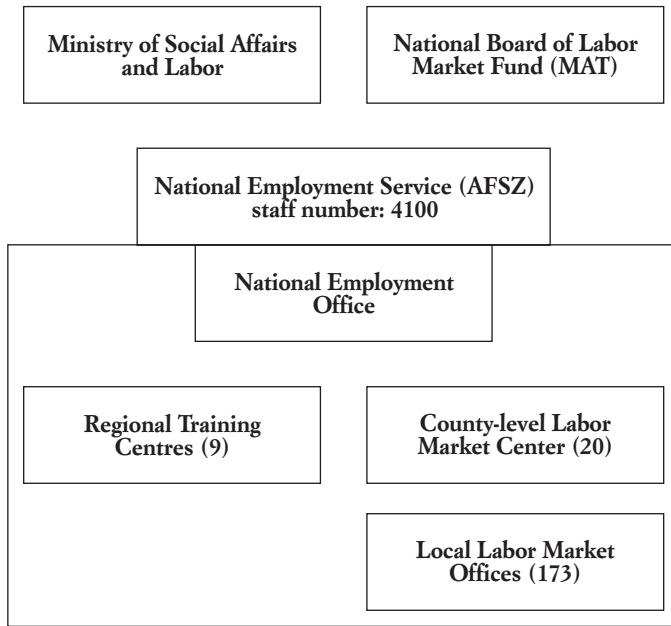 Ministry of Social Affairs
and Labor
National Board of Labor
Market Fund (MAT)
National Employment Service (AFSZ)
staff number: 4100
National Employment
Office
Regional Training
Centres (9)
County-level Labor
Market Center (20)
Local Labor Market
Offices (173)